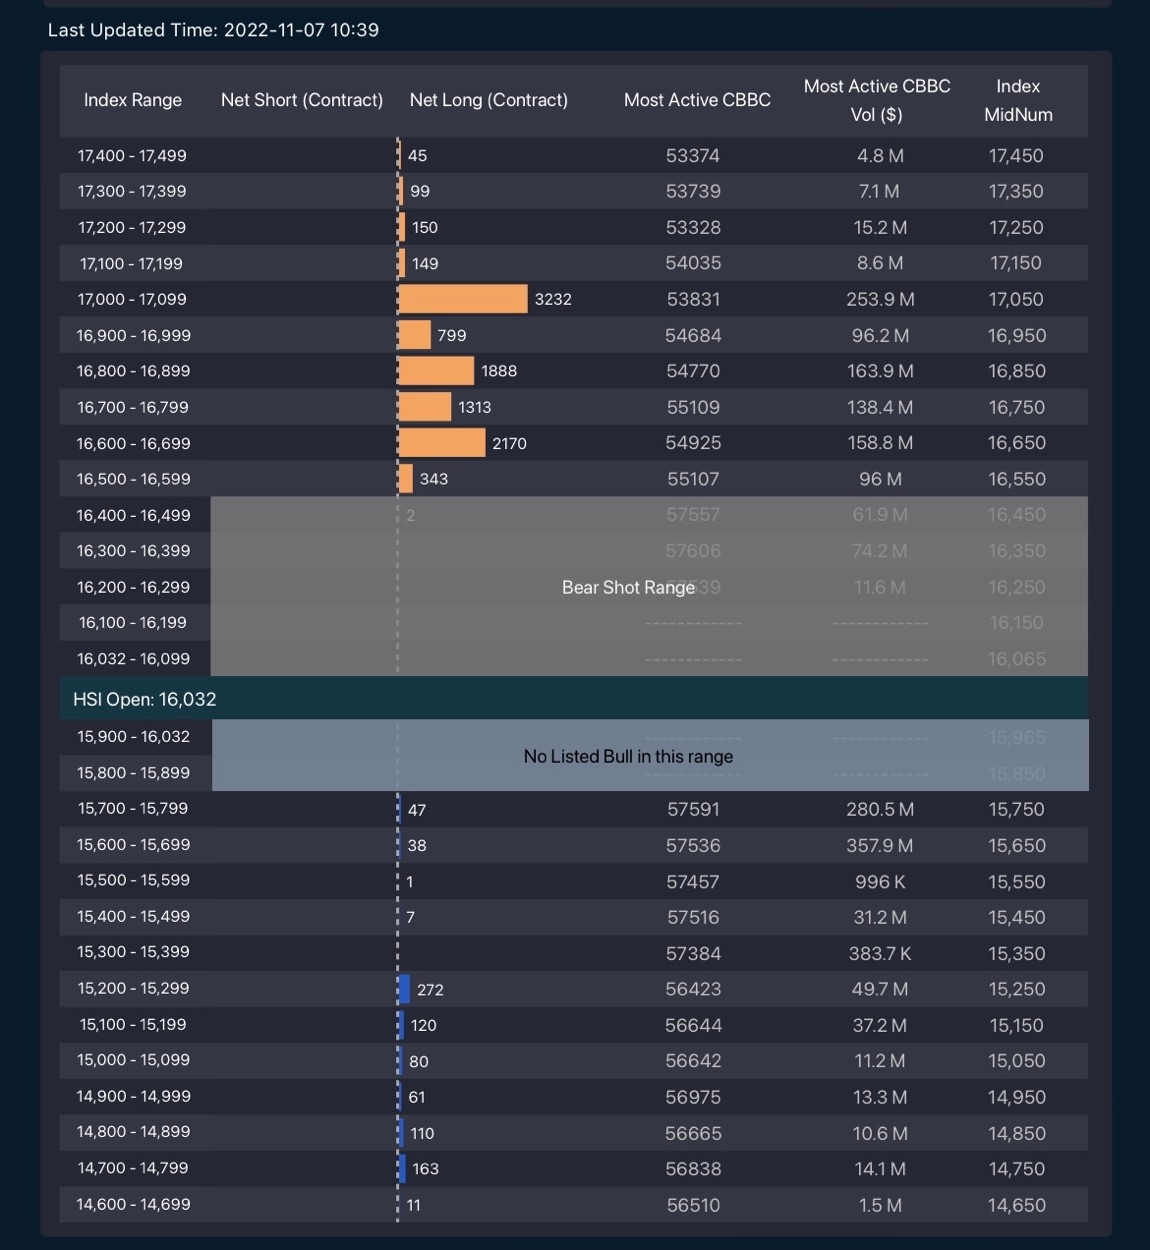 Last Updated Time: 2022-11-07 10:39
Index Range Net Short (Contract) Net Long (Contract) Most Active CBBC Most Active CBBC Vol ($) Index MidNum
17,400 - 17,499 45 53374 4.8 M 17,450
17,300 - 17,399 99 53739 7.1 M 17,350
17,200 - 17,299 150 53328 15.2 M 17,250
17,100 - 17,199 149 54035 8.6 M 17,150
17,000 - 17,099 3232 53831 253.9 M 17,050
16,900 - 16,999 799 54684 96.2 M 16,950
16,800 - 16,899 1888 54770 163.9 M 16,850
16,700 - 16,799 1313 55109 138.4 M 16,750
16,600 - 16,699 2170 54925 158.8 M 16,650
16,500 - 16,599 343 55107 96 M 16,550
16,400 - 16,499 2 57557 61.9 M 16,450
16,300 - 16,399 57606 74.2 M 16,350
16,200 - 16,299 Bear Shot Range 11.6 M 16,250
16,100 - 16,199 ------------ ------------ 16,150
16,032 - 16,099 ------------ ------------ 16,065
HSI Open: 16,032
15,900 - 16,032 ------------ ------------ 15,965
No Listed Bull in this range
15,800 - 15,899 ------------ ------------ 15,850
15,700 - 15,799 47 57591 280.5 M 15,750
15,600 - 15,699 38 57536 357.9 M 15,650
15,500 - 15,599 1 57457 996 K 15,550
15,400 - 15,499 7 57516 31.2 M 15,450
15,300 - 15,399 57384 383.7 K 15,350
15,200 - 15,299 272 56423 49.7 M 15,250
15,100 - 15,199 120 56644 37.2 M 15,150
15,000 - 15,099 80 56642 11.2 M 15,050
14,900 - 14,999 61 56975 13.3 M 14,950
14,800 - 14,899 110 56665 10.6 M 14,850
14,700 - 14,799 163 56838 14.1 M 14,750
14,600 - 14,699 11 56510 1.5 M 14,650